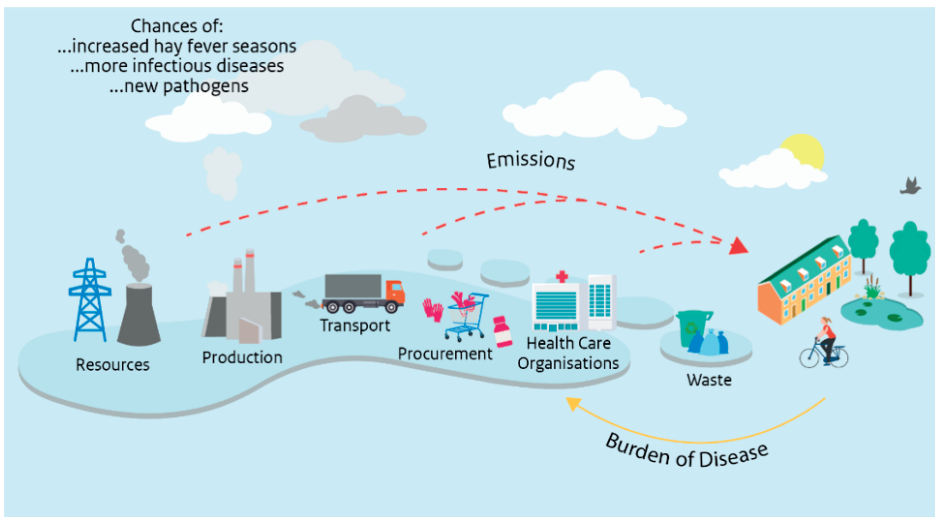 Chances of:
...increased hay fever seasons
...more infectious diseases
...new pathogens
Emissions
Resources
Production
Transport
Procurement
Health Care
Organisations
Waste
Burden of Disease